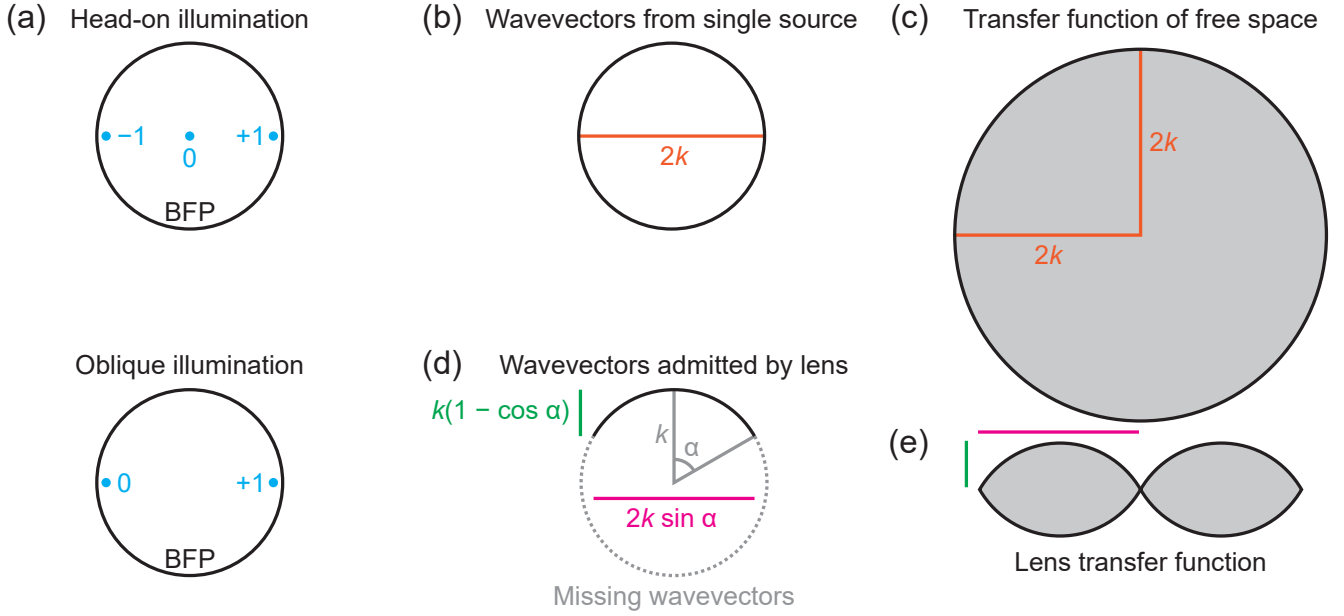 (a) Head-on illumination
−1
0
+1
BFP
Oblique illumination
0
+1
BFP
(b) Wavevectors from single source
2k
(c) Transfer function of free space
2k
2k
(d) Wavevectors admitted by lens
k(1 − cos α)
k
α
2k sin α
Missing wavevectors
(e)
Lens transfer function